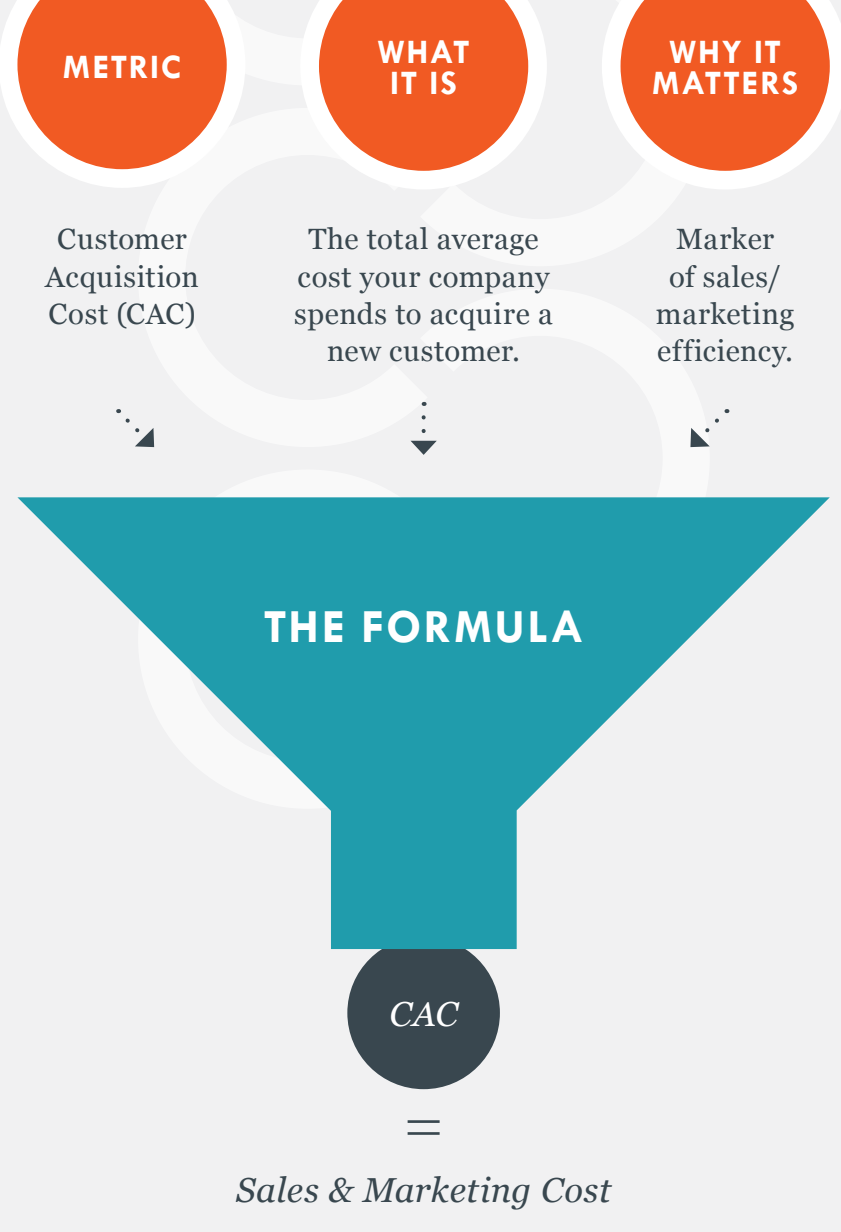 METRIC
WHAT
IT IS
WHY IT
MATTERS
Customer
Acquisition
Cost (CAC)
The total average
cost your company
spends to acquire a
new customer.
Marker
of sales/
marketing
efficiency.
THE FORMULA
CAC
=
Sales & Marketing Cost